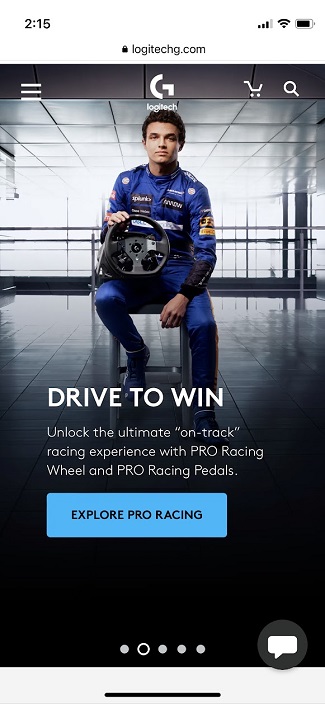 2:15
logitechg.com
logitech
splunk>
DRIVE TO WIN
Unlock the ultimate “on-track”
racing experience with PRO Racing
Wheel and PRO Racing Pedals.
EXPLORE PRO RACING